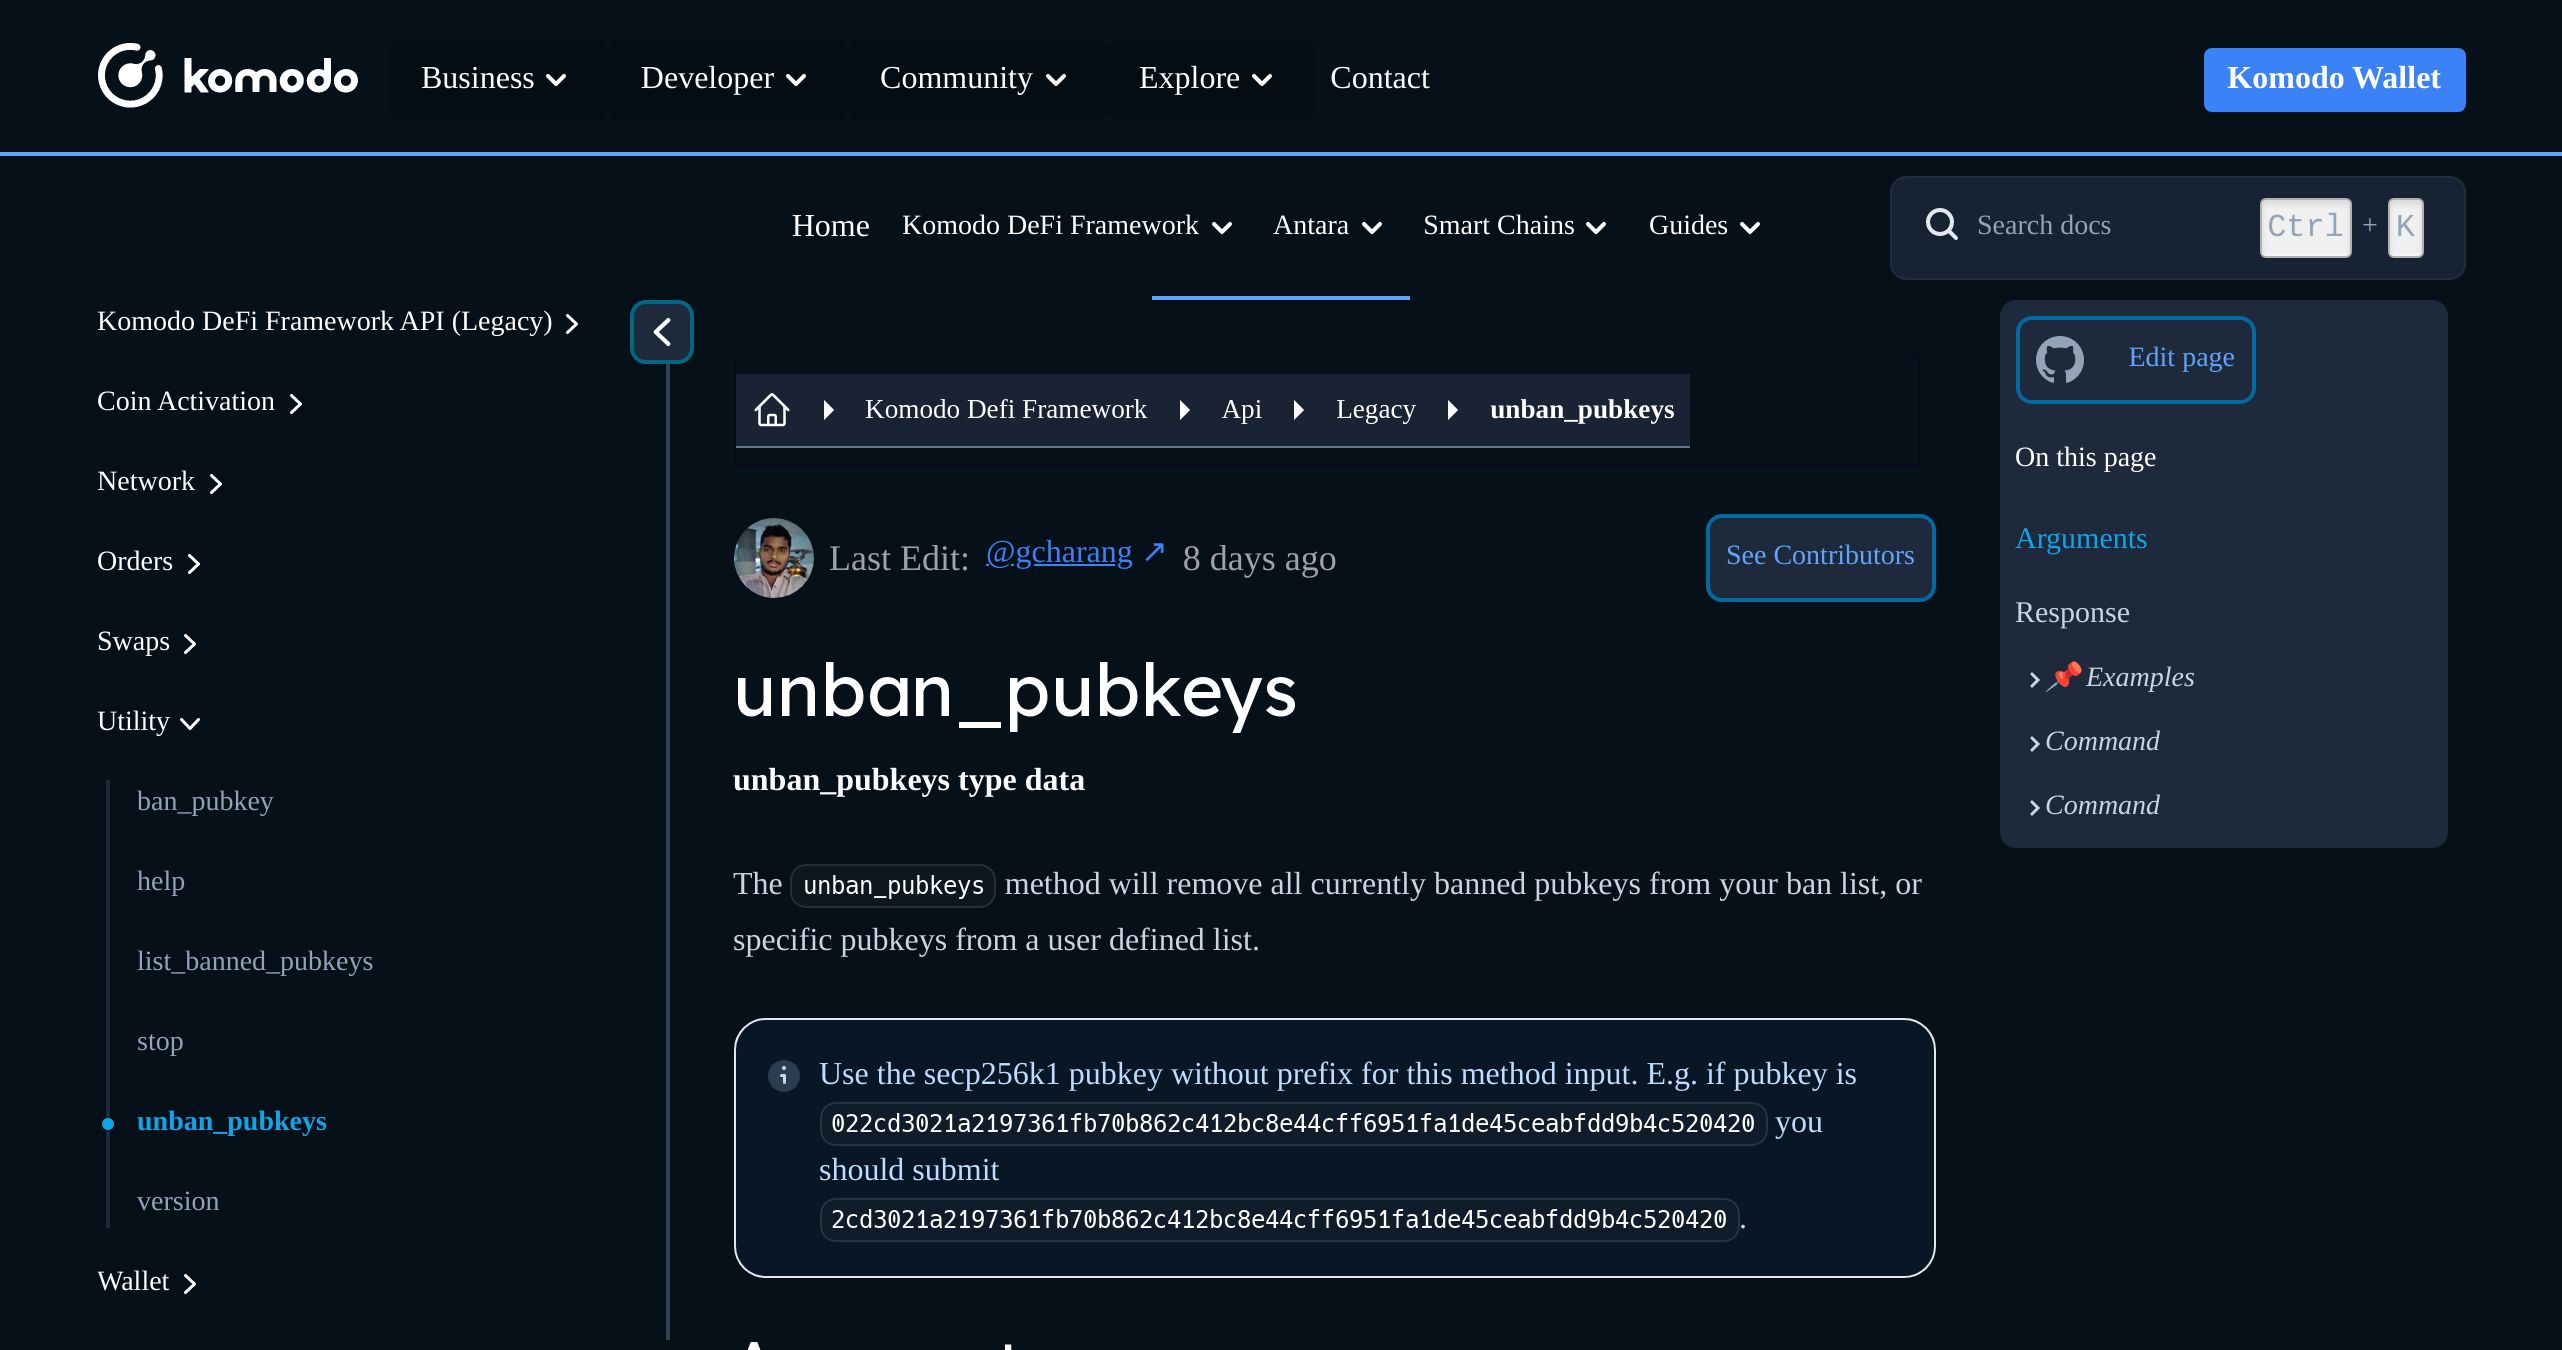 komodo
Business
Developer
Community
Explore
Contact
Komodo Wallet
Home
Komodo DeFi Framework
Antara
Smart Chains
Guides
Search docs
Ctrl + K
Komodo DeFi Framework API (Legacy)
Coin Activation
Network
Orders
Swaps
Utility
ban_pubkey
help
list_banned_pubkeys
stop
unban_pubkeys
version
Wallet
Komodo Defi Framework
Api
Legacy
unban_pubkeys
Last Edit: @gcharang ↗ 8 days ago
See Contributors
unban_pubkeys
unban_pubkeys type data
The unban_pubkeys method will remove all currently banned pubkeys from your ban list, or
specific pubkeys from a user defined list.
Use the secp256k1 pubkey without prefix for this method input. E.g. if pubkey is
022cd3021a2197361fb70b862c412bc8e44cff6951fa1de45ceabfdd9b4c520420 you
should submit
2cd3021a2197361fb70b862c412bc8e44cff6951fa1de45ceabfdd9b4c520420.
Edit page
On this page
Arguments
Response
📌 Examples
Command
Command